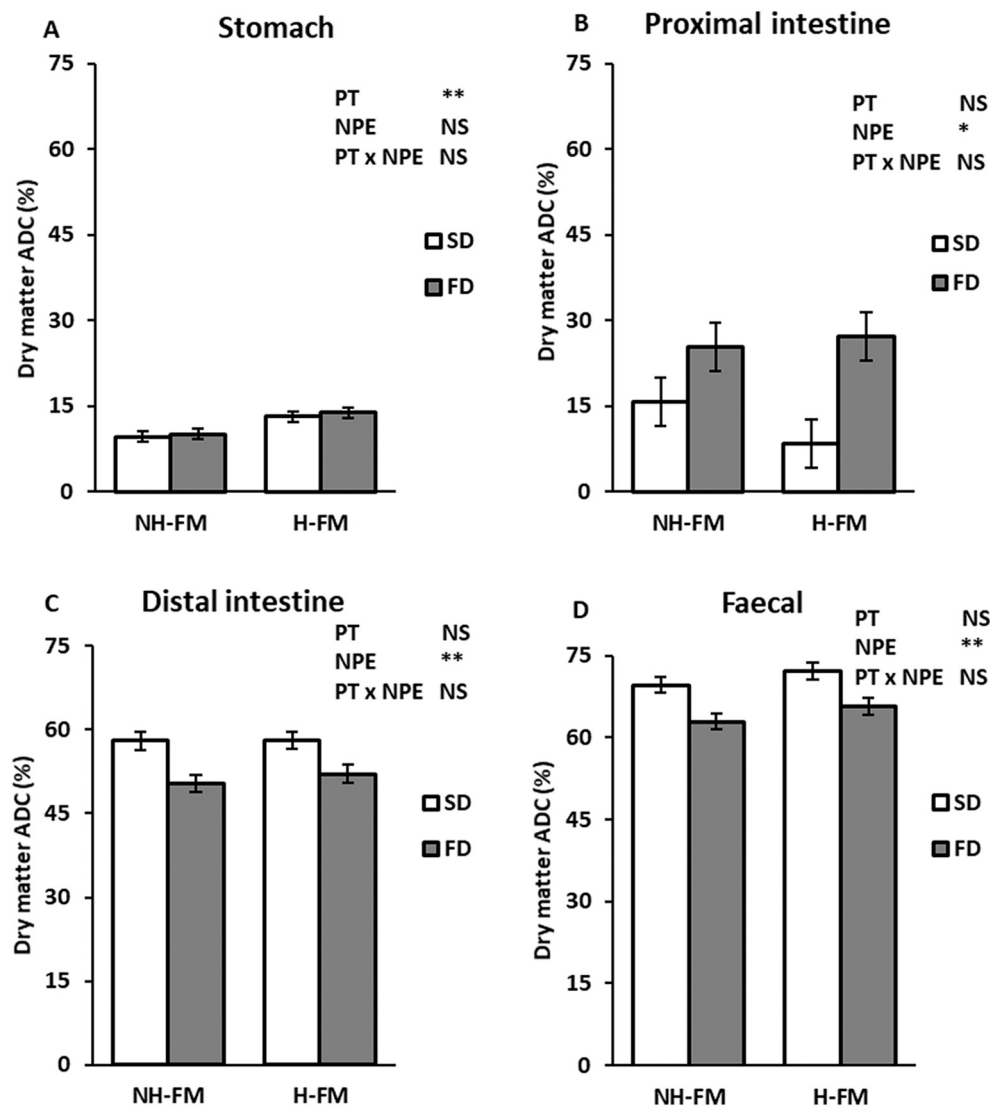 A
Stomach
75
60
45
30
15
0
Dry matter ADC (%)
PT **
NPE NS
PT x NPE NS
SD
FD
NH-FM H-FM
B
Proximal intestine
75
60
45
30
15
0
Dry matter ADC (%)
PT NS
NPE *
PT x NPE NS
SD
FD
NH-FM H-FM
C
Distal intestine
75
60
45
30
15
0
Dry matter ADC (%)
PT NS
NPE **
PT x NPE NS
SD
FD
NH-FM H-FM
D
Faecal
75
60
45
30
15
0
Dry matter ADC (%)
PT NS
NPE **
PT x NPE NS
SD
FD
NH-FM H-FM